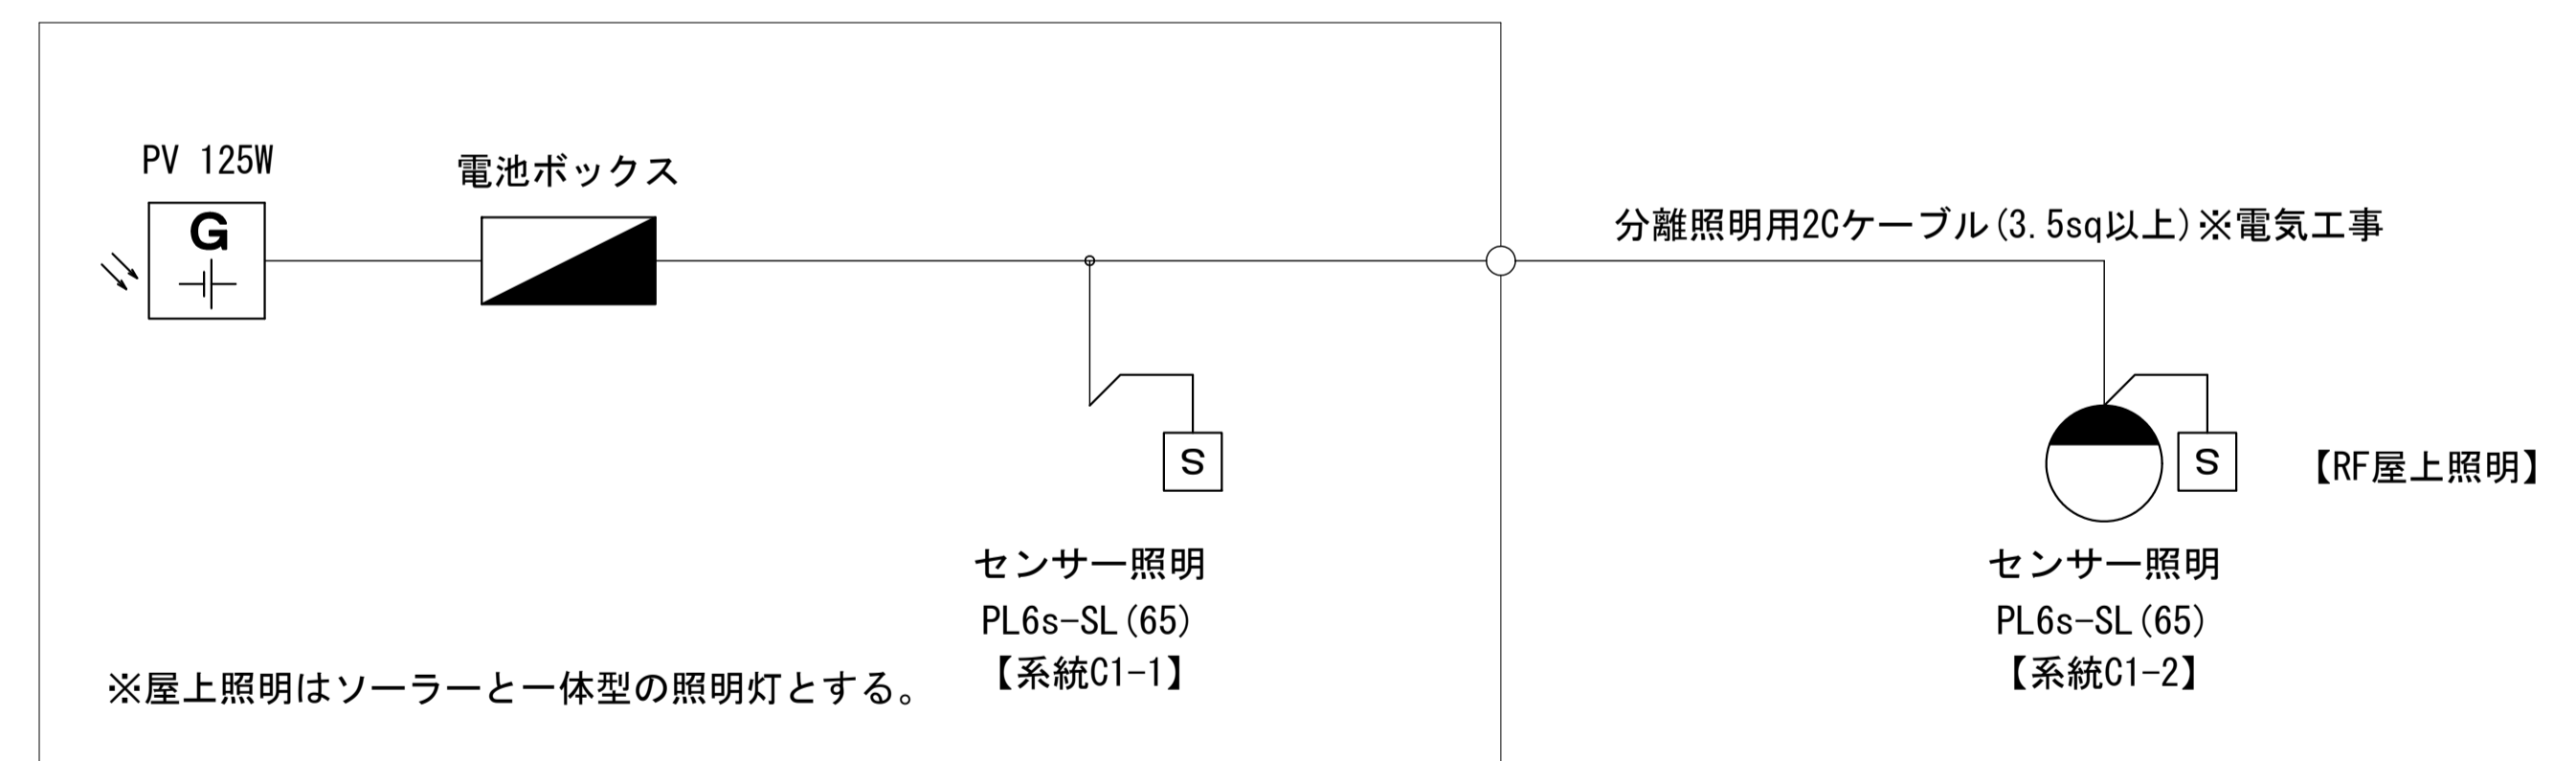 PV 125W
G
電池ボックス
分離照明用2Cケーブル(3.5sq以上)※電気工事
S
センサー照明
PL6s-SL(65)
【系統C1-1】
S
【RF屋上照明】
センサー照明
PL6s-SL(65)
【系統C1-2】
※屋上照明はソーラーと一体型の照明灯とする。